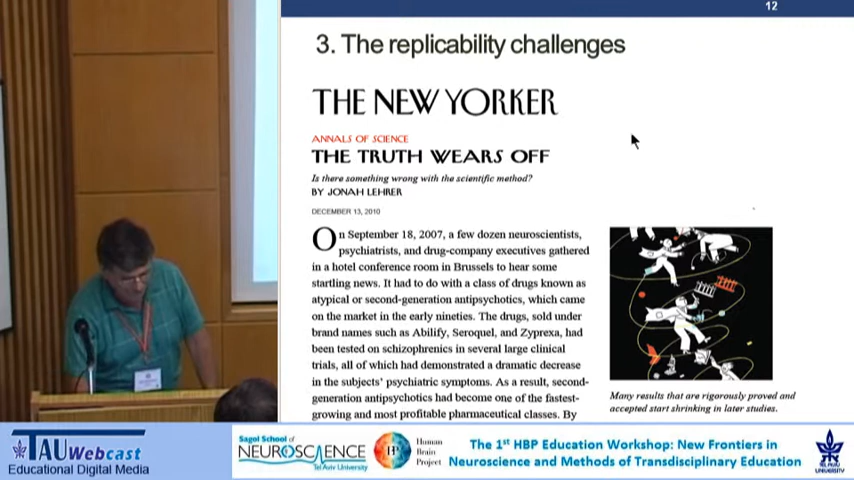 12
3. The replicability challenges
THE NEW YORKER
ANNALS OF SCIENCE
THE TRUTH WEARS OFF
Is there something wrong with the scientific method?
BY JONAH LEHRER
DECEMBER 13, 2010
On September 18, 2007, a few dozen neuroscientists,
psychiatrists, and drug-company executives gathered
in a hotel conference room in Brussels to hear some
startling news. It had to do with a class of drugs known as
atypical or second-generation antipsychotics, which came
on the market in the early nineties. The drugs, sold under
brand names such as Abilify, Seroquel, and Zyprexa, had
been tested on schizophrenics in several large clinical
trials, all of which had demonstrated a dramatic decrease
in the subjects' psychiatric symptoms. As a result, second-
generation antipsychotics had become one of the fastest-
growing and most profitable pharmaceutical classes. By
Many results that are rigorously proved and
accepted start shrinking in later studies.
TAU Webcast
Educational Digital Media
Sagol School of
NEUROSCIENCE
Tel Aviv University
HBP
Human
Brain
Project
The 1st HBP Education Workshop: New Frontiers in
Neuroscience and Methods of Transdisciplinary Education